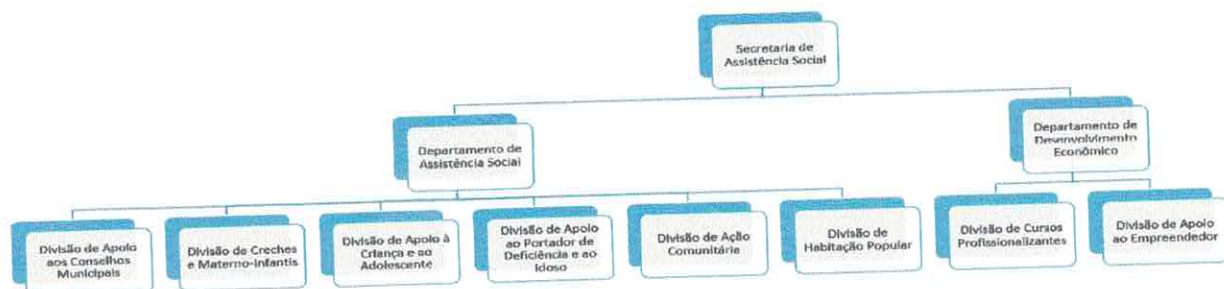 Secretaria de
Assistência Social
Departamento de
Assistência Social
Departamento de
Desenvolvimento
Econômico
Divisão de Apoio
aos Conselhos
Municipais
Divisão de Creches
e Materno-Infantis
Divisão de Apoio à
Criança e ao
Adolescente
Divisão de Apoio
ao Portador de
Deficiência e ao
Idoso
Divisão de Ação
Comunitária
Divisão de
Habitação Popular
Divisão de Cursos
Profissionalizantes
Divisão de Apoio
ao Empreendedor